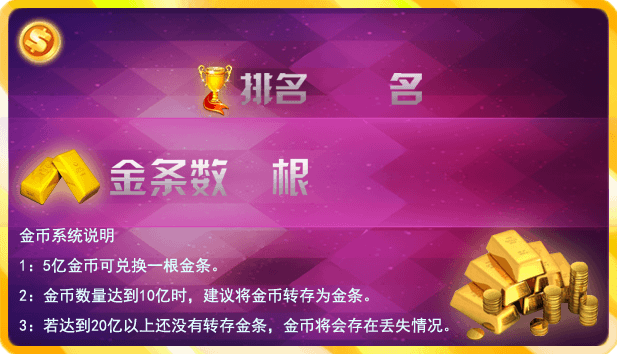 排名 名
金条数 根
金币系统说明
1：5亿金币可兑换一根金条。
2：金币数量达到10亿时，建议将金币转存为金条。
3：若达到20亿以上还没有转存金条，金币将会存在丢失情况。